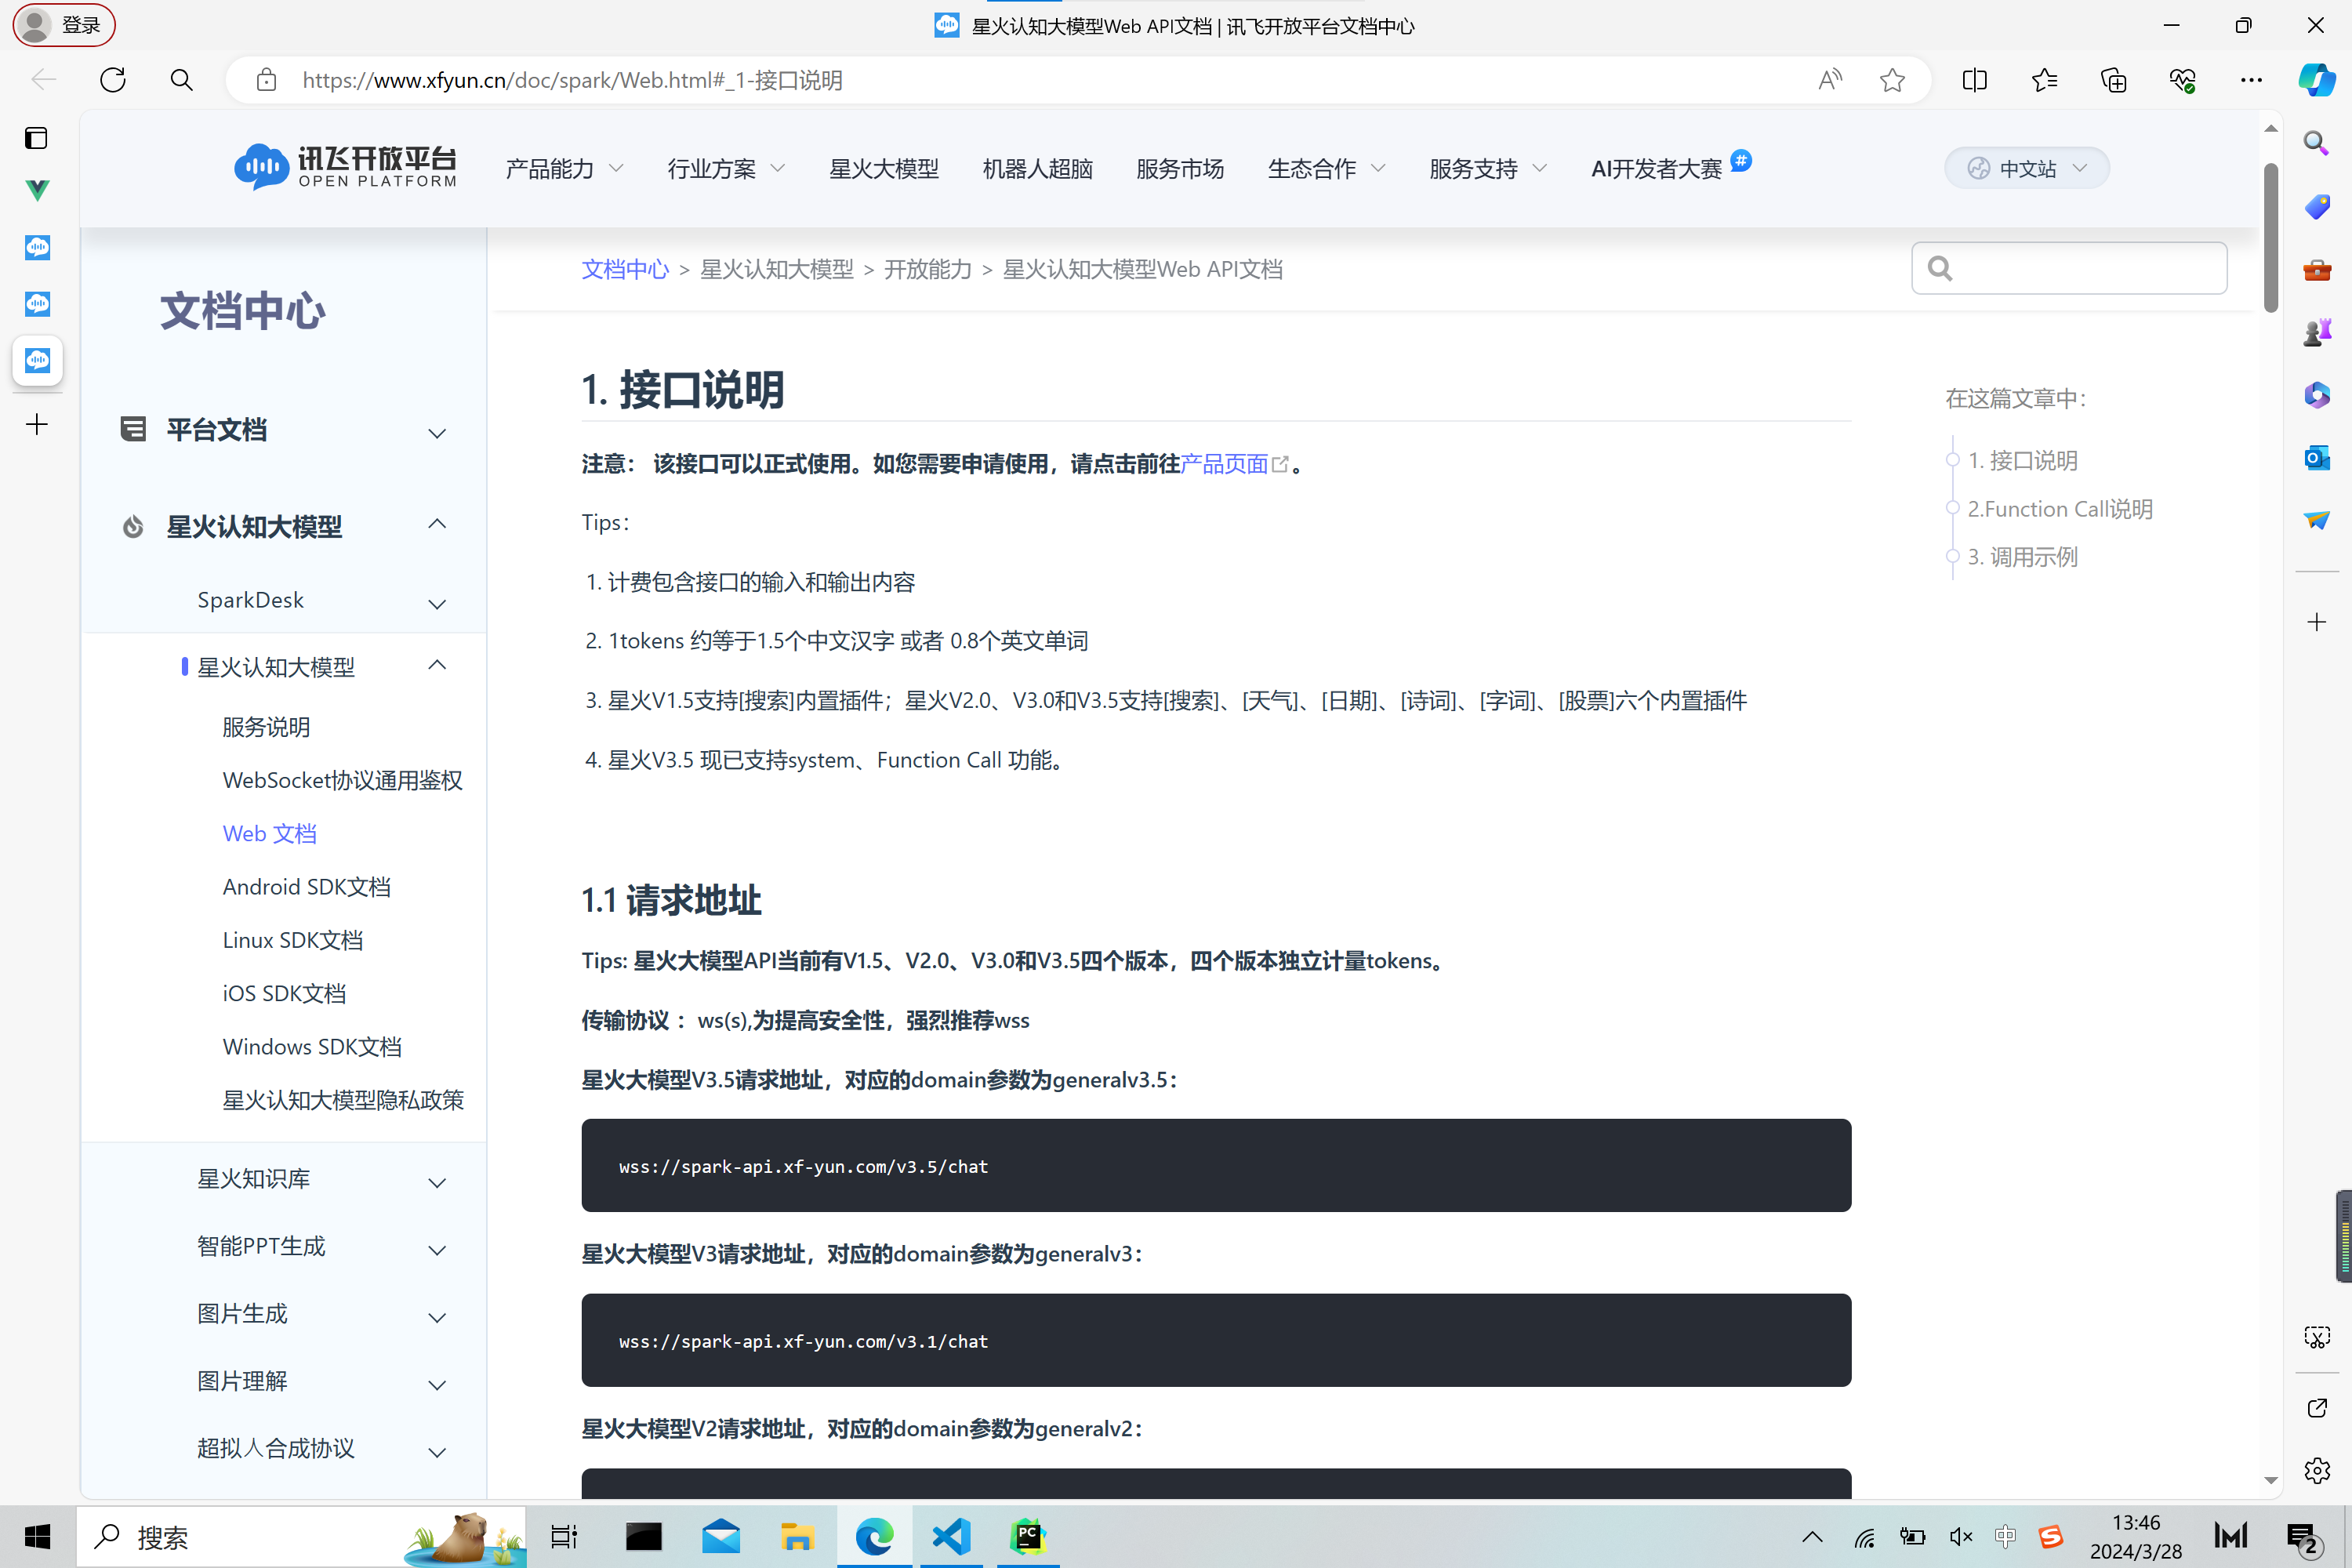 登录
星火认知大模型Web API文档 | 讯飞开放平台文档中心
https://www.xfyun.cn/doc/spark/Web.html#_1-接口说明
讯飞开放平台
OPEN PLATFORM
产品能力
行业方案
星火大模型
机器人超脑
服务市场
生态合作
服务支持
AI开发者大赛
#
中文站
文档中心
平台文档
星火认知大模型
SparkDesk
星火认知大模型
服务说明
WebSocket协议通用鉴权
Web 文档
Android SDK文档
Linux SDK文档
iOS SDK文档
Windows SDK文档
星火认知大模型隐私政策
星火知识库
智能PPT生成
图片生成
图片理解
超拟人合成协议
文档中心 > 星火认知大模型 > 开放能力 > 星火认知大模型Web API文档
1. 接口说明
注意： 该接口可以正式使用。如您需要申请使用，请点击前往产品页面。
Tips：
1. 计费包含接口的输入和输出内容
2. 1tokens 约等于1.5个中文汉字 或者 0.8个英文单词
3. 星火V1.5支持[搜索]内置插件；星火V2.0、V3.0和V3.5支持[搜索]、[天气]、[日期]、[诗词]、[字词]、[股票]六个内置插件
4. 星火V3.5 现已支持system、Function Call 功能。
1.1 请求地址
Tips: 星火大模型API当前有V1.5、V2.0、V3.0和V3.5四个版本，四个版本独立计量tokens。
传输协议 ：ws(s),为提高安全性，强烈推荐wss
星火大模型V3.5请求地址，对应的domain参数为generalv3.5：
wss://spark-api.xf-yun.com/v3.5/chat
星火大模型V3请求地址，对应的domain参数为generalv3：
wss://spark-api.xf-yun.com/v3.1/chat
星火大模型V2请求地址，对应的domain参数为generalv2：
在这篇文章中：
1. 接口说明
2.Function Call说明
3. 调用示例
搜索
PC
中
13:46
2024/3/28
2